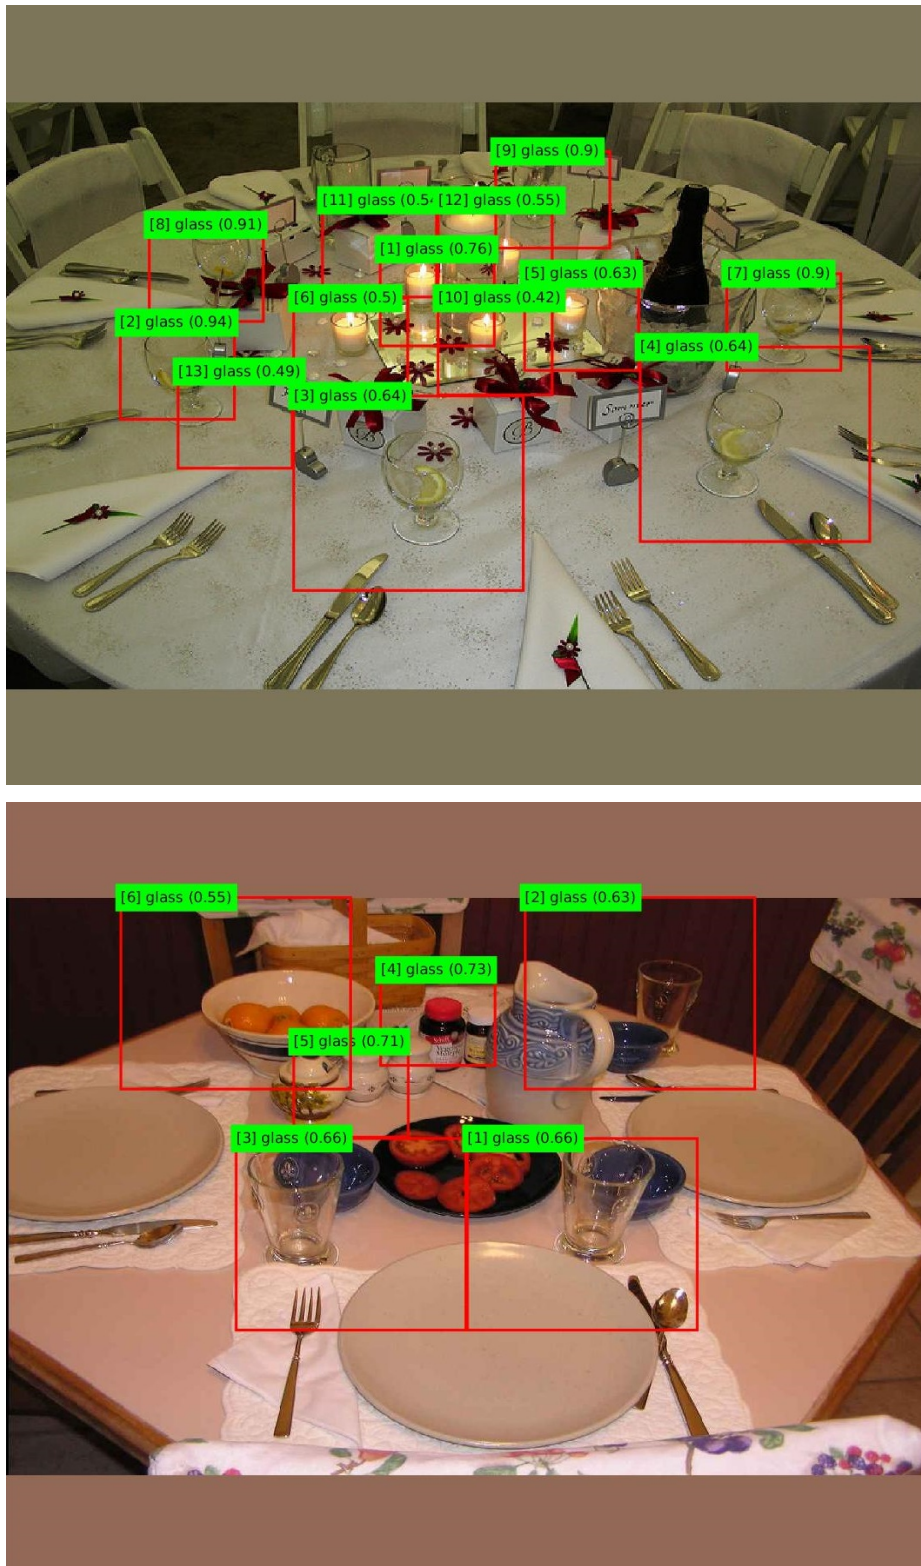 [9] glass (0.9)
[11] glass (0.54
[12] glass (0.55)
[8] glass (0.91)
[1] glass (0.76)
[5] glass (0.63)
[7] glass (0.9)
[6] glass (0.5)
[10] glass (0.42)
[2] glass (0.94)
[4] glass (0.64)
[13] glass (0.49)
[3] glass (0.64)
B
B
[6] glass (0.55)
[2] glass (0.63)
[4] glass (0.73)
[5] glass (0.71)
[3] glass (0.66)
[1] glass (0.66)